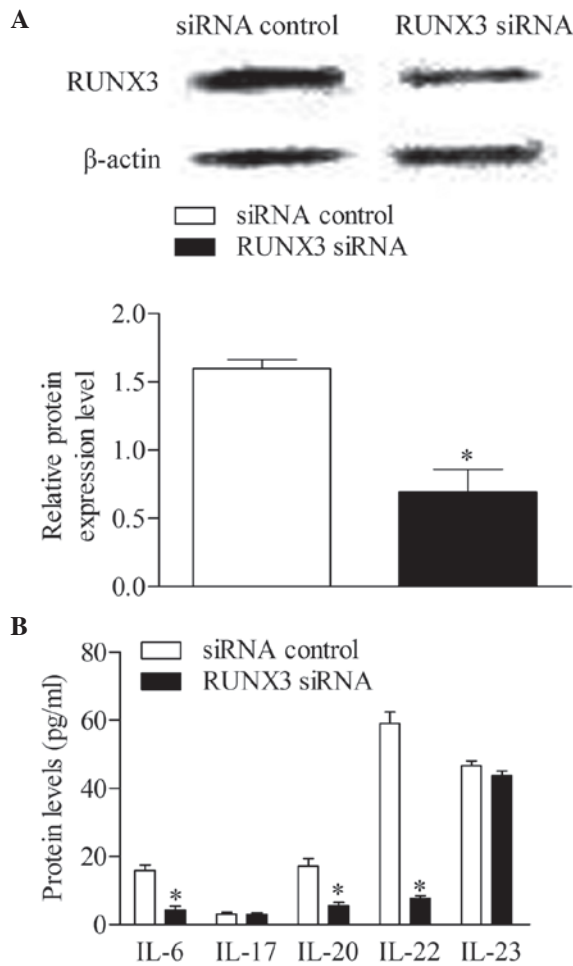 A
siRNA control RUNX3 siRNA
RUNX3
β-actin
siRNA control
RUNX3 siRNA
Relative protein
expression level
2.0
1.5
1.0
0.5
0.0
*
B
siRNA control
RUNX3 siRNA
Protein levels (pg/ml)
80
60
40
20
0
* * *
IL-6 IL-17 IL-20 IL-22 IL-23